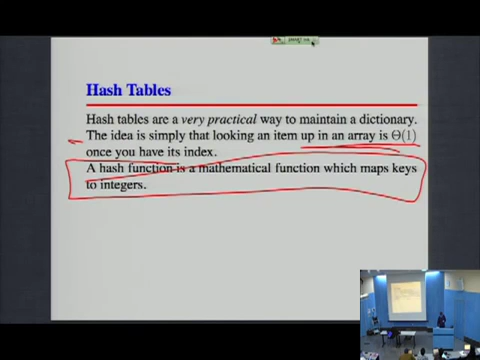 Hash Tables
Hash tables are a very practical way to maintain a dictionary.
The idea is simply that looking an item up in an array is Θ(1)
once you have its index.
A hash function is a mathematical function which maps keys
to integers.